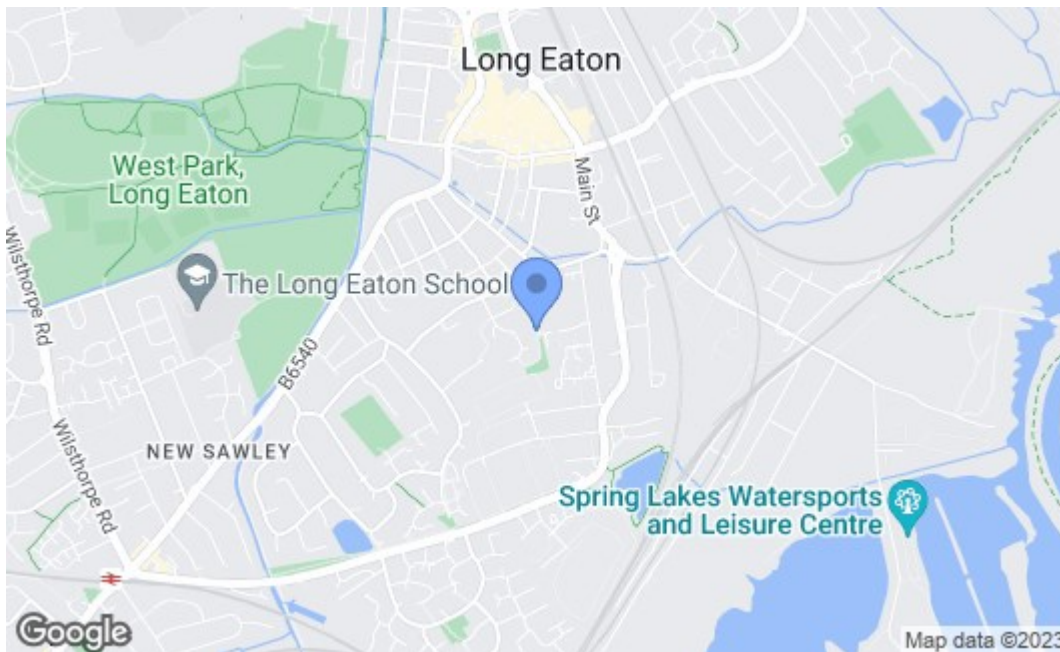 Long Eaton
West Park,
Long Eaton
Main St
Wilsthorpe Rd
The Long Eaton School
B6540
NEW SAWLEY
Wilsthorpe Rd
Spring Lakes Watersports
and Leisure Centre
Google
Map data ©2023